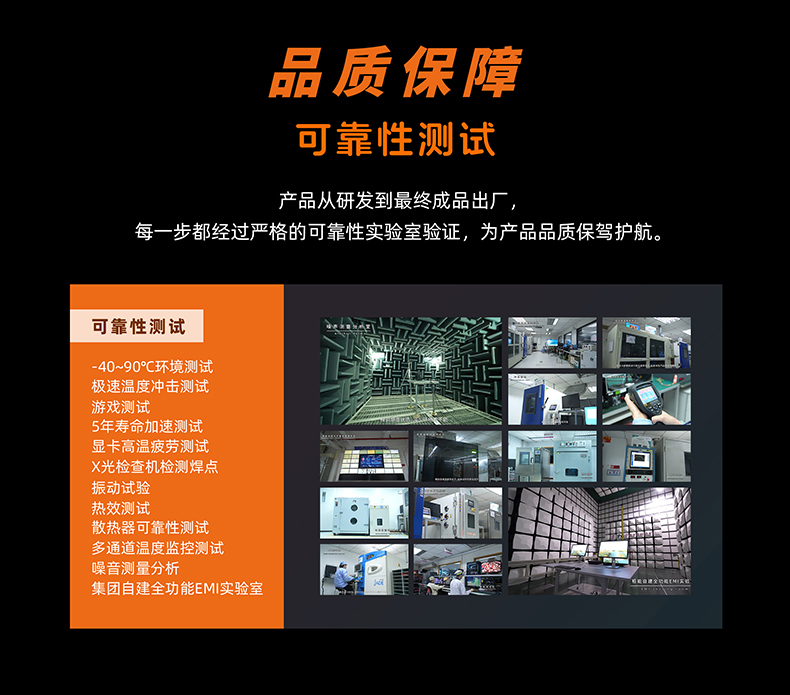 品质保障
可靠性测试
产品从研发到最终成品出厂，
每一步都经过严格的可靠性实验室验证，为产品品质保驾护航。
可靠性测试
-40~90℃环境测试
极速温度冲击测试
游戏测试
5年寿命加速测试
显卡高温疲劳测试
X光检查机检测焊点
振动试验
热效测试
散热器可靠性测试
多通道温度监控测试
噪音测量分析
集团自建全功能EMI实验室
噪声测量分析室